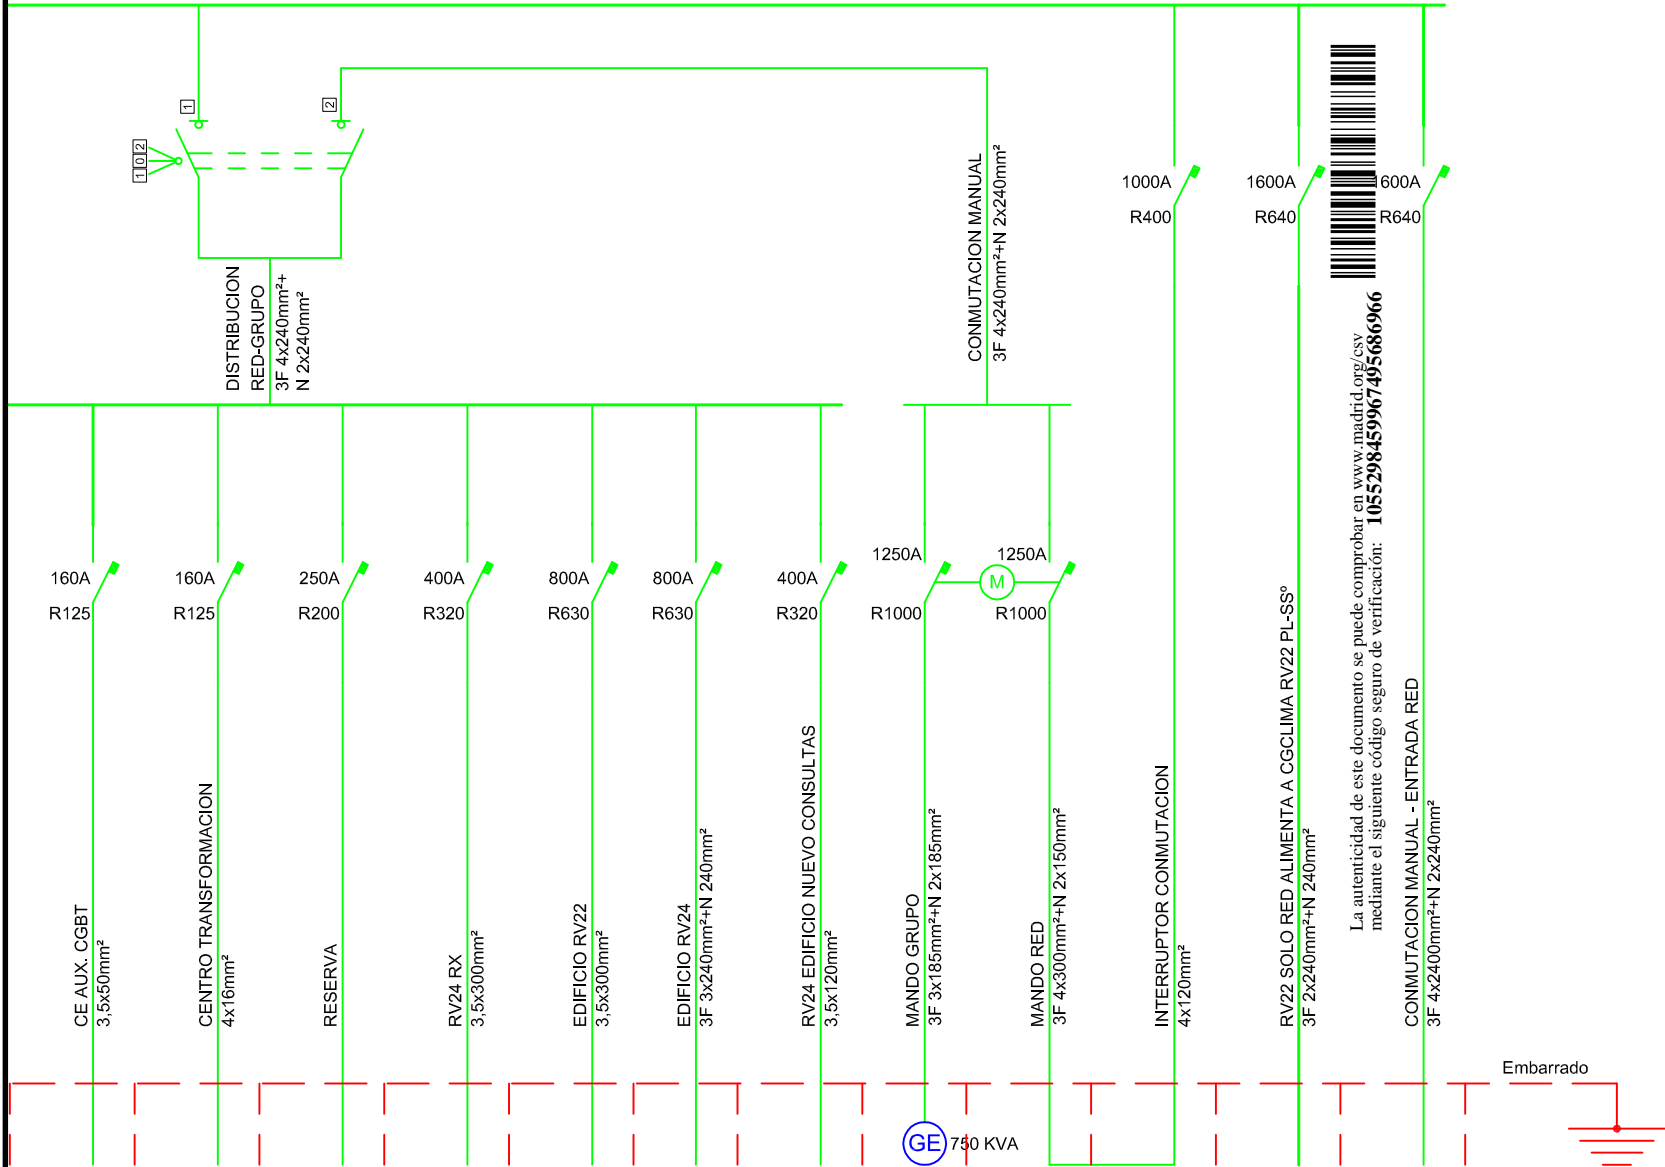 1
2
2
0
1
DISTRIBUCION
RED-GRUPO
3F 4x240mm²+
N 2x240mm²
CONMUTACION MANUAL
3F 4x240mm²+N 2x240mm²
1000A
R400
1600A
R640
1600A
R640
160A
R125
160A
R125
250A
R200
400A
R320
800A
R630
800A
R630
400A
R320
1250A
R1000
M
1250A
R1000
CE AUX. CGBT
3,5x50mm²
CENTRO TRANSFORMACION
4x16mm²
RESERVA
RV24 RX
3,5x300mm²
EDIFICIO RV22
3,5x300mm²
EDIFICIO RV24
3F 3x240mm²+N 240mm²
RV24 EDIFICIO NUEVO CONSULTAS
3,5x120mm²
MANDO GRUPO
3F 3x185mm²+N 2x185mm²
MANDO RED
3F 4x300mm²+N 2x150mm²
INTERRUPTOR CONMUTACION
4x120mm²
RV22 SOLO RED ALIMENTA A CGCLIMA RV22 PL-SSº
3F 2x240mm²+N 240mm²
La autenticidad de este documento se puede comprobar en www.madrid.org/csv
mediante el siguiente código seguro de verificación: 1055298459967495686966
CONMUTACION MANUAL - ENTRADA RED
3F 4x2400mm²+N 2x240mm²
Embarrado
GE 750 KVA